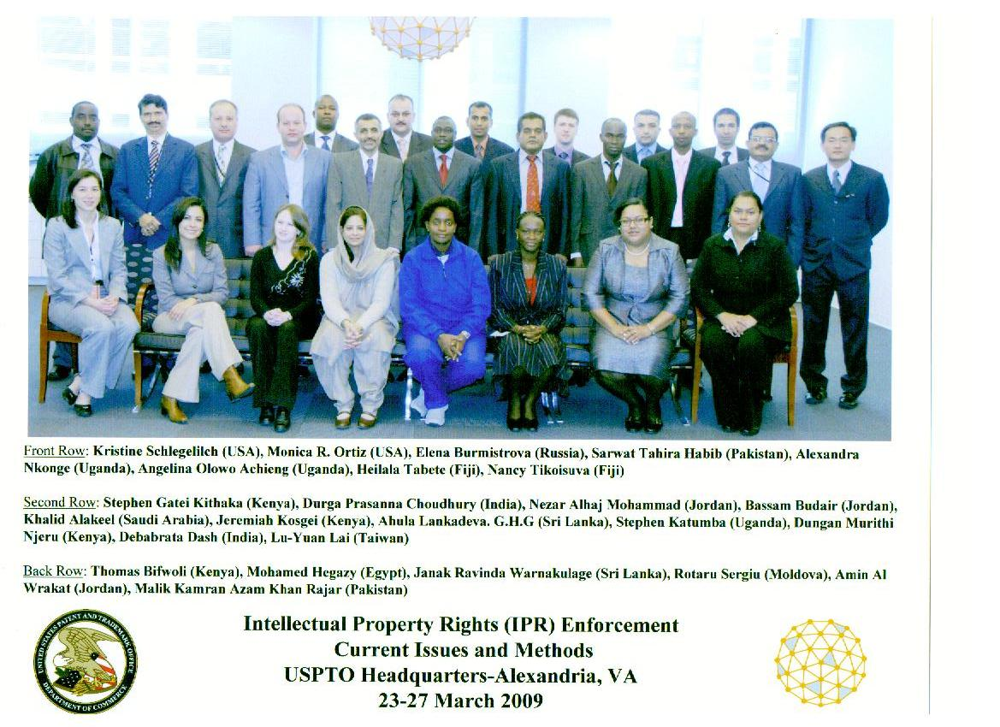 Front Row: Kristine Schlegelilch (USA), Monica R. Ortiz (USA), Elena Burmistrova (Russia), Sarwat Tahira Habib (Pakistan), Alexandra
Nkonge (Uganda), Angelina Olowo Achieng (Uganda), Heilala Tabete (Fiji), Nancy Tikoisuva (Fiji)
Second Row: Stephen Gatei Kithaka (Kenya), Durga Prasanna Choudhury (India), Nezar Alhaj Mohammad (Jordan), Bassam Budair (Jordan),
Khalid Alakeel (Saudi Arabia), Jeremiah Kosgei (Kenya), Ahula Lankadeva. G.H.G (Sri Lanka), Stephen Katumba (Uganda), Dungan Murithi
Njeru (Kenya), Debabrata Dash (India), Lu-Yuan Lai (Taiwan)
Back Row: Thomas Bifwoli (Kenya), Mohamed Hegazy (Egypt), Janak Ravinda Warnakulage (Sri Lanka), Rotaru Sergiu (Moldova), Amin Al
Wrakat (Jordan), Malik Kamran Azam Khan Rajar (Pakistan)
Intellectual Property Rights (IPR) Enforcement
Current Issues and Methods
USPTO Headquarters-Alexandria, VA
23-27 March 2009
UNITED STATES PATENT AND TRADEMARK OFFICE
DEPARTMENT OF COMMERCE